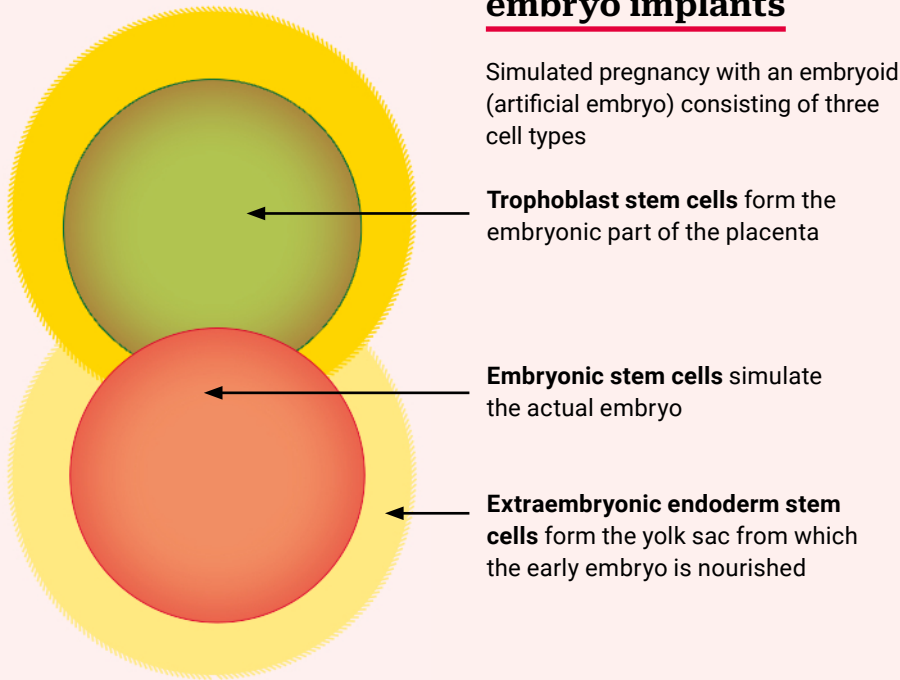 embryo implants
Simulated pregnancy with an embryoid
(artificial embryo) consisting of three
cell types
Trophoblast stem cells form the
embryonic part of the placenta
Embryonic stem cells simulate
the actual embryo
Extraembryonic endoderm stem
cells form the yolk sac from which
the early embryo is nourished